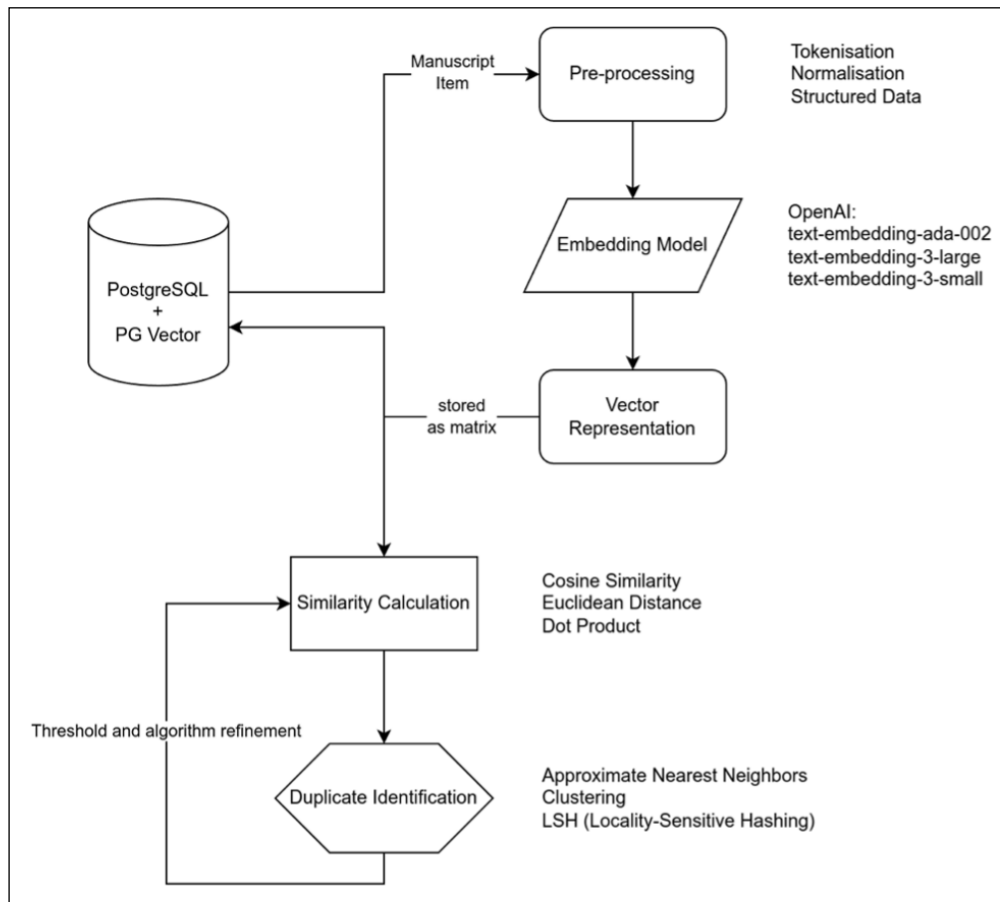 Manuscript
Item
Pre-processing
Tokenisation
Normalisation
Structured Data
Embedding Model
OpenAI:
text-embedding-ada-002
text-embedding-3-large
text-embedding-3-small
PostgreSQL
+
PG Vector
stored
as matrix
Vector
Representation
Similarity Calculation
Cosine Similarity
Euclidean Distance
Dot Product
Threshold and algorithm refinement
Duplicate Identification
Approximate Nearest Neighbors
Clustering
LSH (Locality-Sensitive Hashing)